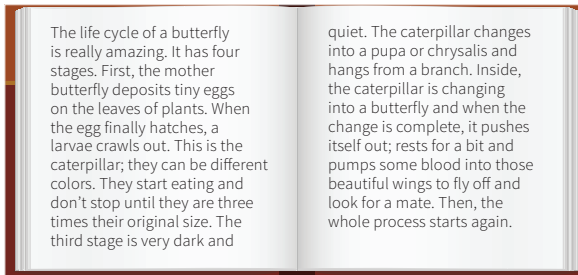 The life cycle of a butterfly
is really amazing. It has four
stages. First, the mother
butterfly deposits tiny eggs
on the leaves of plants. When
the egg finally hatches, a
larvae crawls out. This is the
caterpillar; they can be different
colors. They start eating and
don’t stop until they are three
times their original size. The
third stage is very dark and
quiet. The caterpillar changes
into a pupa or chrysalis and
hangs from a branch. Inside,
the caterpillar is changing
into a butterfly and when the
change is complete, it pushes
itself out; rests for a bit and
pumps some blood into those
beautiful wings to fly off and
look for a mate. Then, the
whole process starts again.